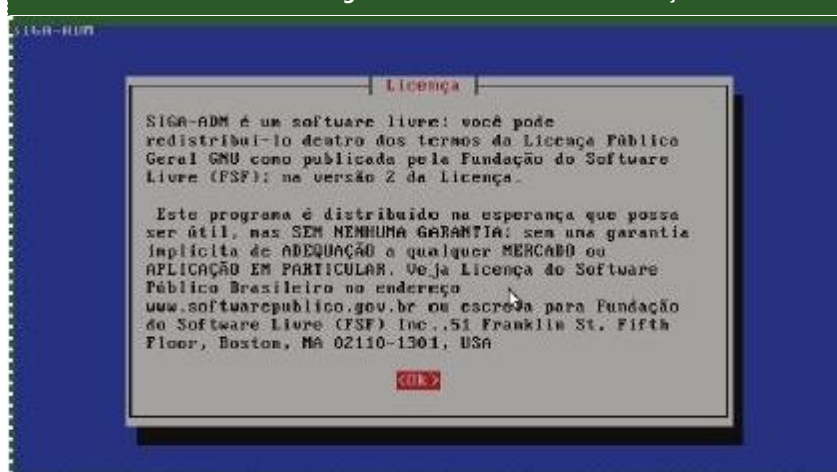 SIGA-ADM
Licença
SIGA-ADM é um software livre; você pode
redistribuí-lo dentro dos termos da Licença Pública
Geral GNU como publicada pela Fundação do Software
Livre (FSF); na versão 2 da Licença.
Este programa é distribuído na esperança que possa
ser útil, mas SEM NENHUMA GARANTIA; sem uma garantia
implícita de ADEQUAÇÃO a qualquer MERCADO ou
APLICAÇÃO EM PARTICULAR. Veja Licença do Software
Público Brasileiro no endereço
www.softwarepublico.gov.br ou escreva para Fundação
do Software Livre (FSF) Inc.,51 Franklin St, Fifth
Floor, Boston, MA 02110-1301, USA
<Ok>